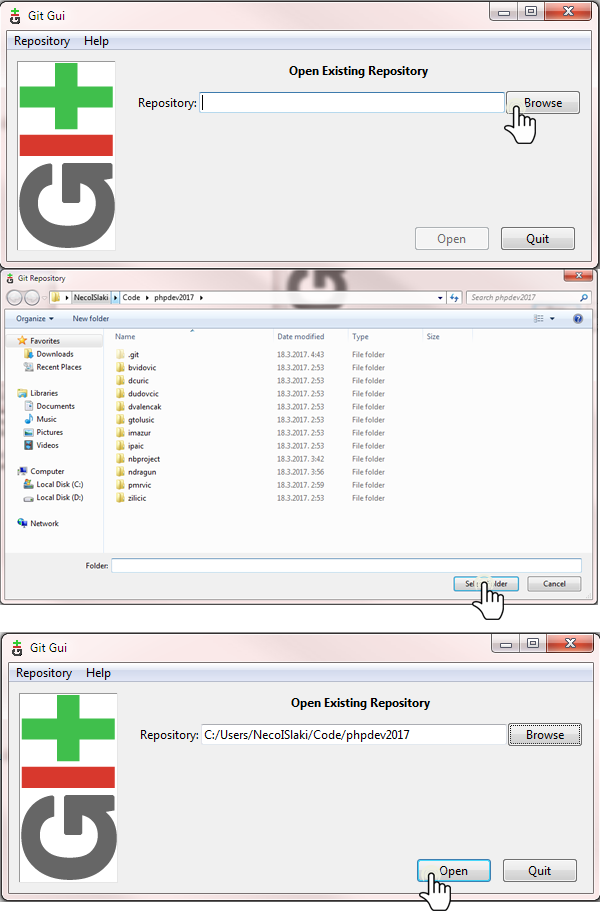 Git Gui
Repository Help
Open Existing Repository
Repository: Browse
GIT
Open Quit
Git Repository
NecoISlaki Code phpdev2017 Search phpdev2017
Organize New folder
Name Date modified Type Size
Favorites
Downloads
Recent Places
Libraries
Documents
Music
Pictures
Videos
Computer
Local Disk (C:)
Local Disk (D:)
Network
.git 18.3.2017. 4:43 File folder
bvidovic 18.3.2017. 2:53 File folder
dcuric 18.3.2017. 2:53 File folder
dudovcic 18.3.2017. 2:53 File folder
dvalencak 18.3.2017. 2:53 File folder
gtolusic 18.3.2017. 2:53 File folder
imazur 18.3.2017. 2:53 File folder
ipaic 18.3.2017. 2:53 File folder
nbproject 18.3.2017. 3:42 File folder
ndragun 18.3.2017. 3:56 File folder
pmrvic 18.3.2017. 2:59 File folder
zilicic 18.3.2017. 2:53 File folder
Folder:
Cancel
Git Gui
Repository Help
Open Existing Repository
Repository: C:/Users/NecoISlaki/Code/phpdev2017 Browse
GIT
Open Quit